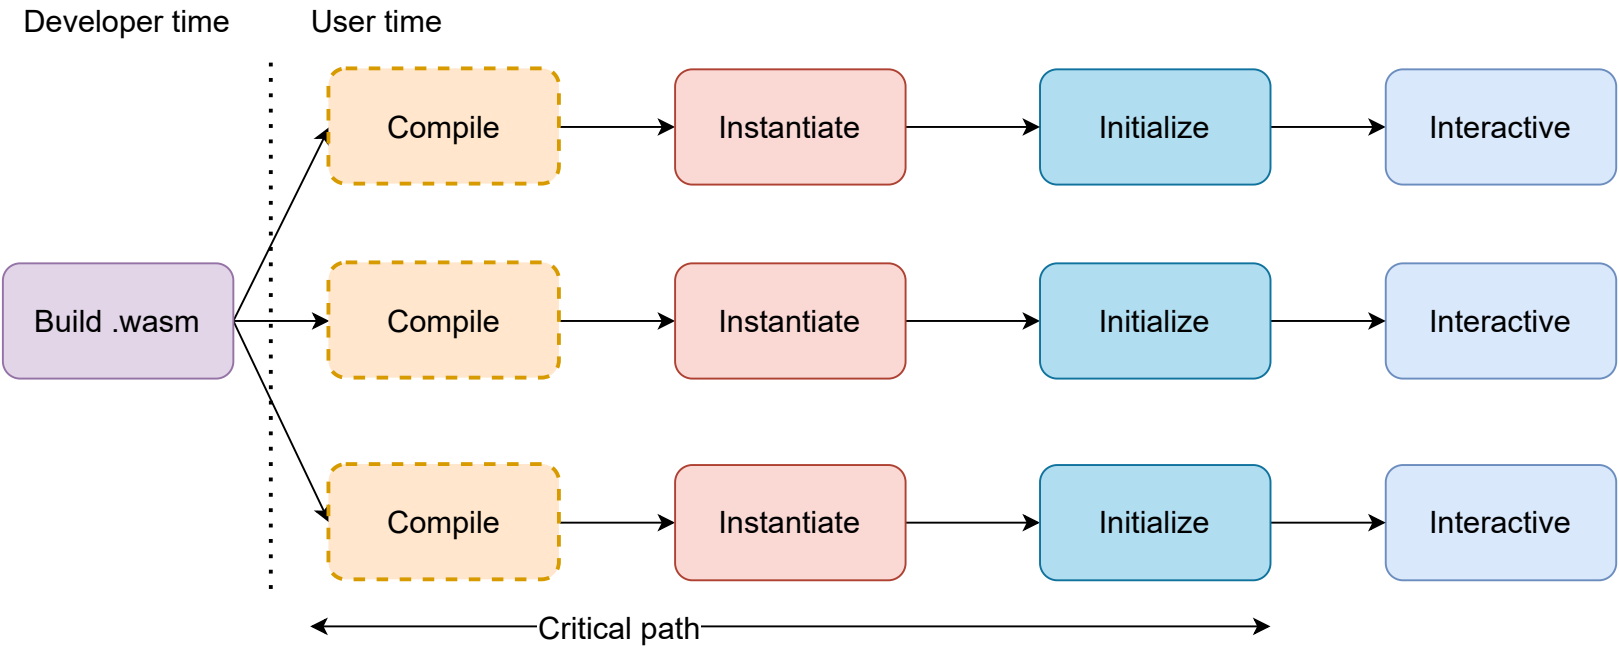 Developer time
User time
Compile
Instantiate
Initialize
Interactive
Build .wasm
Compile
Instantiate
Initialize
Interactive
Compile
Instantiate
Initialize
Interactive
Critical path